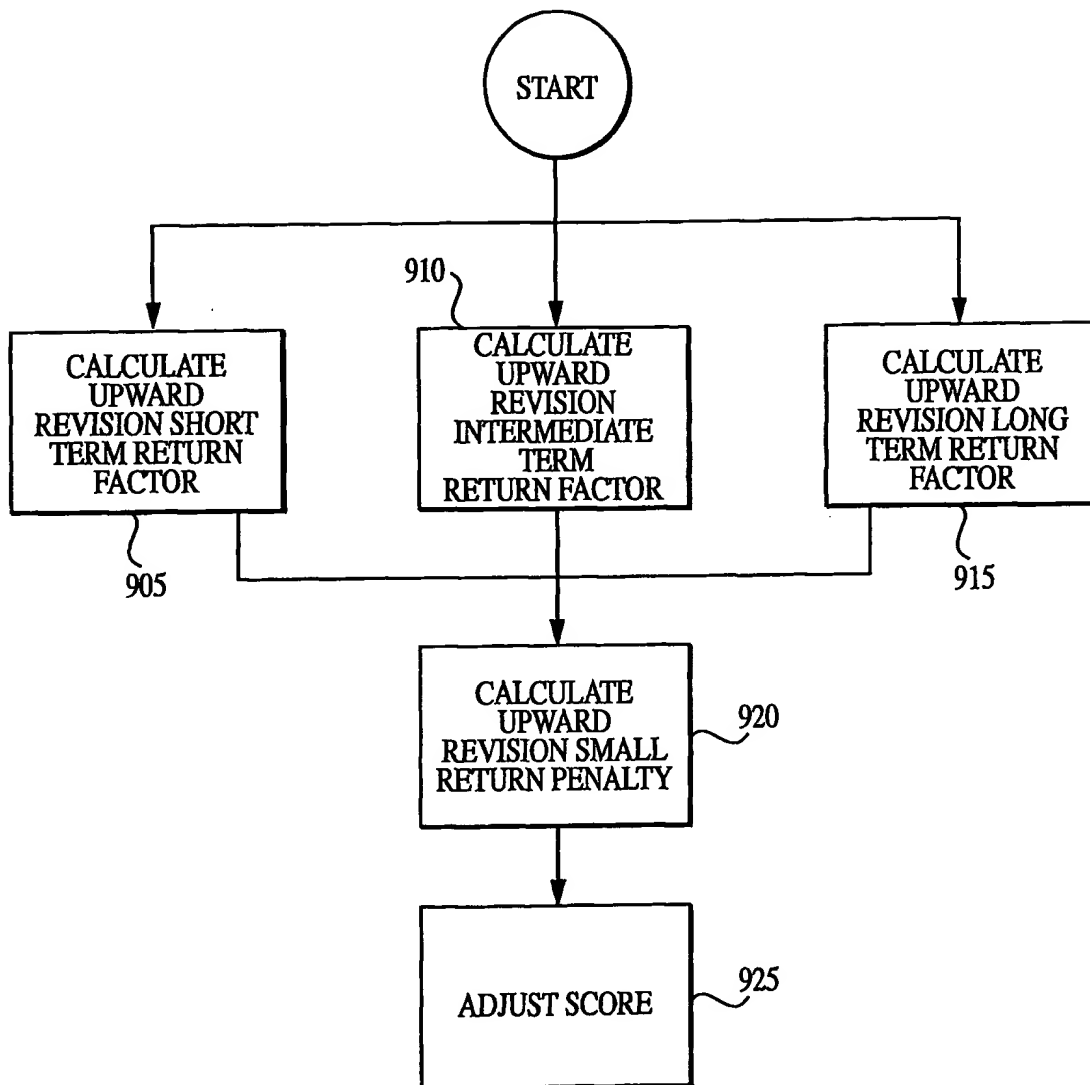 START
910
CALCULATE
UPWARD
REVISION SHORT
TERM RETURN
FACTOR
CALCULATE
UPWARD
REVISION
INTERMEDIATE
TERM
RETURN FACTOR
CALCULATE
UPWARD
REVISION LONG
TERM RETURN
FACTOR
905
915
CALCULATE
UPWARD
REVISION SMALL
RETURN PENALTY
920
ADJUST SCORE
925